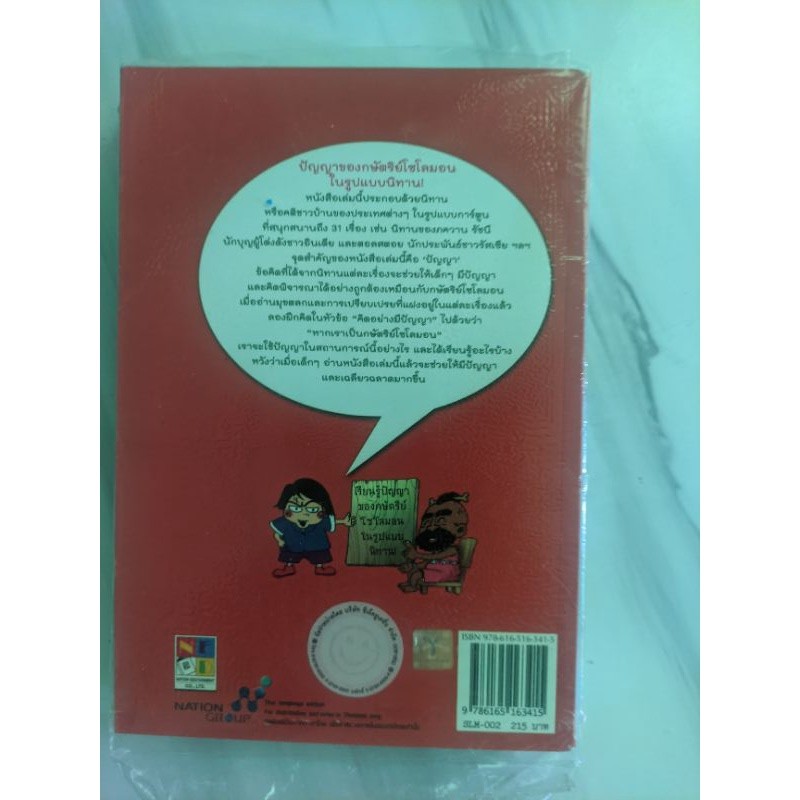 ปัญญาของกษัตริย์โซโลมอน
ในรูปแบบนิทาน!
หนังสือเล่มนี้ประกอบด้วยนิทาน
หรือคติชาวบ้านของประเทศต่างๆ ในรูปแบบการ์ตูน
ที่สนุกสนานถึง 31 เรื่อง เช่น นิทานของภควาน รัชนี
นักบุญผู้โด่งดังชาวอินเดีย และตอลสตอย นักประพันธ์ชาวรัสเซีย ฯลฯ
จุดสำคัญของหนังสือเล่มนี้คือ 'ปัญญา'
ข้อคิดที่ได้จากนิทานแต่ละเรื่องจะช่วยให้เด็กๆ มีปัญญา
และคิดพิจารณาได้อย่างถูกต้องเหมือนกับกษัตริย์โซโลมอน
เมื่ออ่านมุขตลกและการเปรียบเปรยที่แฝงอยู่ในแต่ละเรื่องแล้ว
ลองฝึกคิดในหัวข้อ "คิดอย่างมีปัญญา" ไปด้วยว่า
"หากเราเป็นกษัตริย์โซโลมอน"
เราจะใช้ปัญญาในสถานการณ์นี้อย่างไร และได้เรียนรู้อะไรบ้าง
หวังว่าเมื่อเด็กๆ อ่านหนังสือเล่มนี้แล้วจะช่วยให้มีปัญญา
และเฉลียวฉลาดมากขึ้น
เรียนรู้ปัญญา
ของกษัตริย์
โซโลมอน
ในรูปแบบ
นิทาน!
ISBN 978-616-516-341-5
9 786165 163415
SLM-002 215 บาท
NATION
GROUP